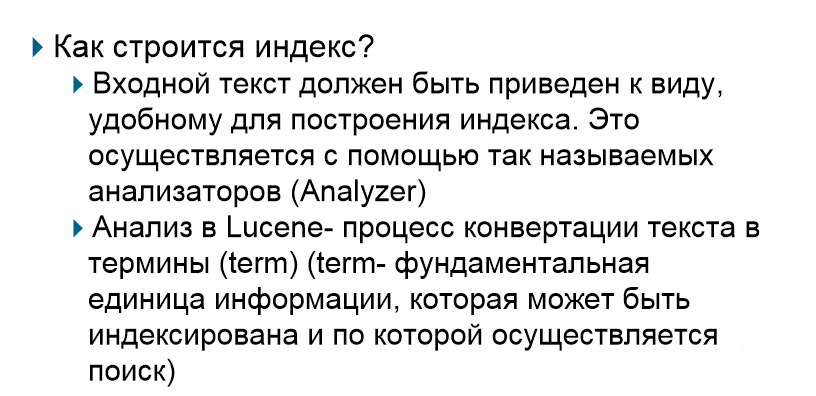 Как строится индекс?
Входной текст должен быть приведен к виду,
удобному для построения индекса. Это
осуществляется с помощью так называемых
анализаторов (Analyzer)
Анализ в Lucene- процесс конвертации текста в
термины (term) (term- фундаментальная
единица информации, которая может быть
индексирована и по которой осуществляется
поиск)